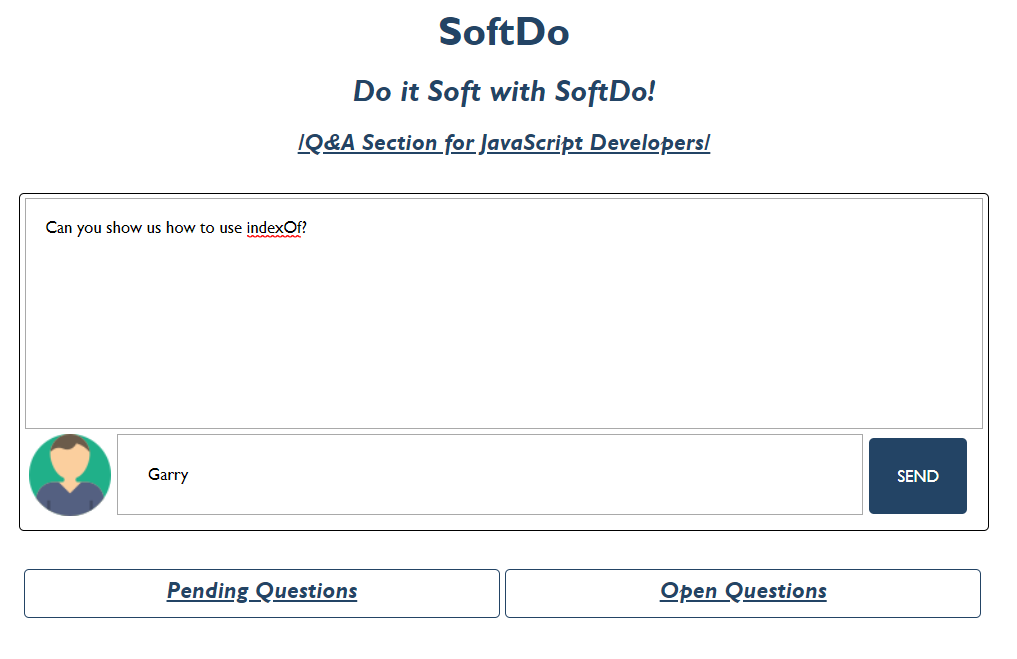 SoftDo
Do it Soft with SoftDo!
/Q&A Section for JavaScript Developers/
Can you show us how to use indexOf?
Garry
SEND
Pending Questions
Open Questions